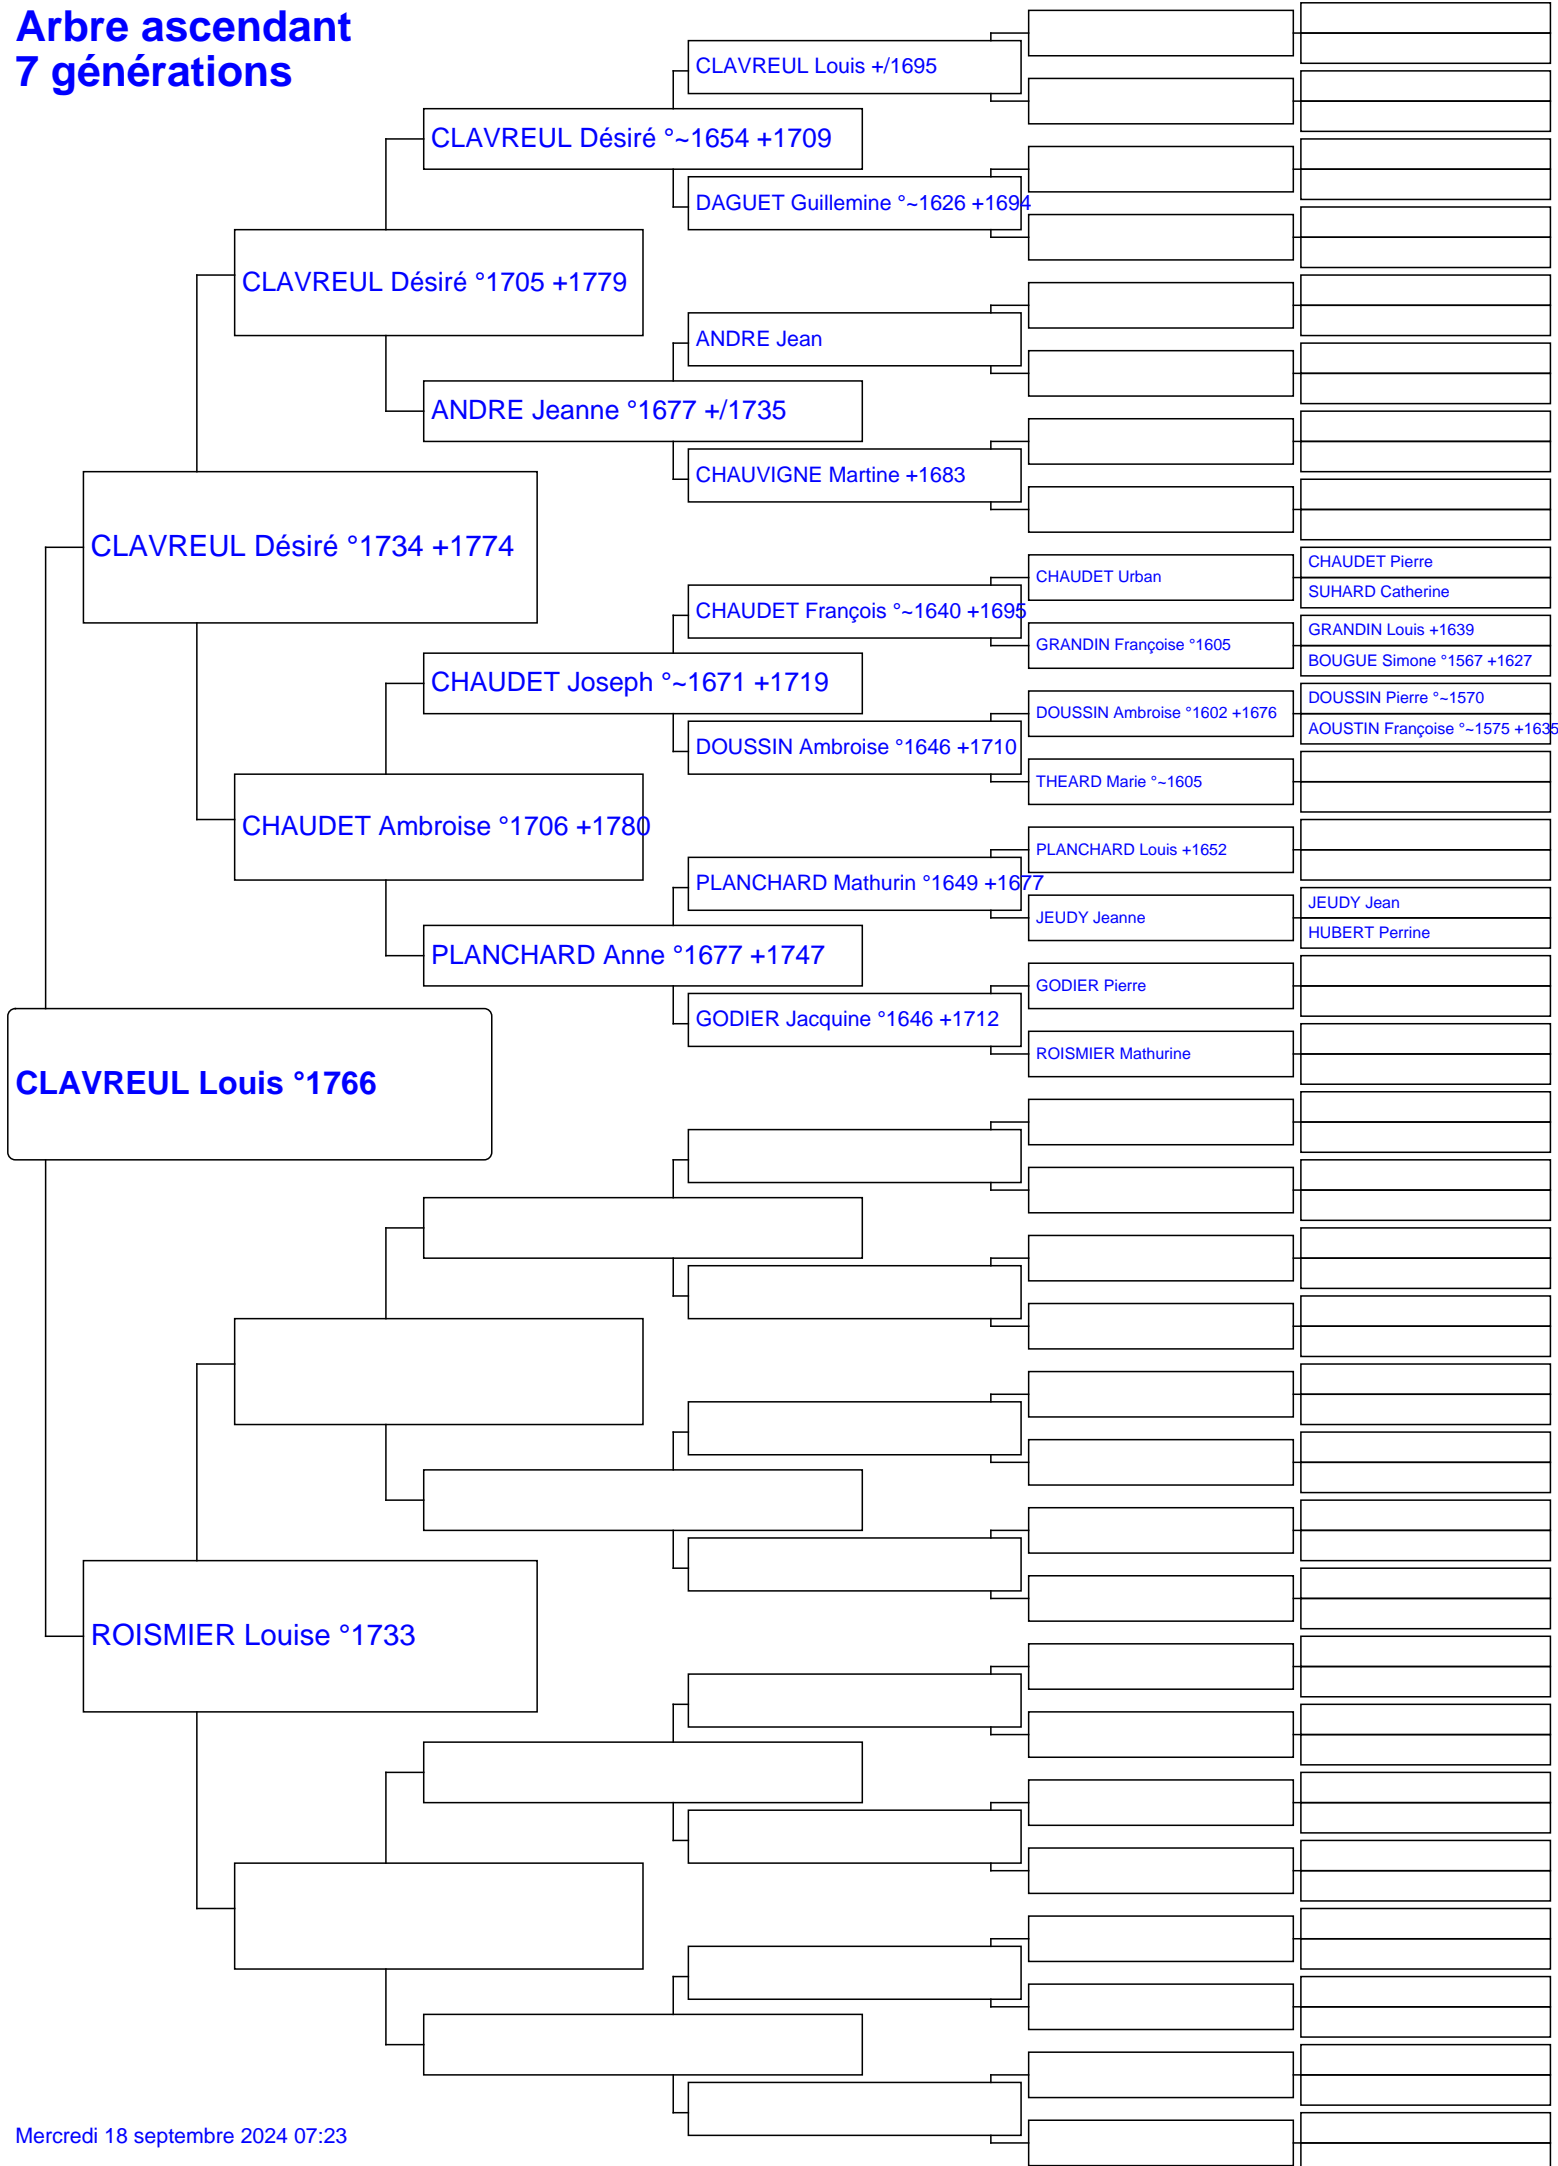 Arbre ascendant
7 générations
CLAVREUL Louis +/1695
CLAVREUL Désiré °~1654 +1709
DAGUET Guillemine °~1626 +1694
CLAVREUL Désiré °1705 +1779
ANDRE Jean
ANDRE Jeanne °1677 +/1735
CHAUVIGNE Martine +1683
CLAVREUL Désiré °1734 +1774
CHAUDET Pierre
CHAUDET Urban
SUHARD Catherine
CHAUDET François °~1640 +1695
GRANDIN Louis +1639
GRANDIN Françoise °1605
BOUGUE Simone °1567 +1627
CHAUDET Joseph °~1671 +1719
DOUSSIN Pierre °~1570
DOUSSIN Ambroise °1602 +1676
AOUSTIN Françoise °~1575 +1635
DOUSSIN Ambroise °1646 +1710
THEARD Marie °~1605
CHAUDET Ambroise °1706 +1780
PLANCHARD Louis +1652
PLANCHARD Mathurin °1649 +1677
JEUDY Jean
JEUDY Jeanne
HUBERT Perrine
PLANCHARD Anne °1677 +1747
GODIER Pierre
GODIER Jacquine °1646 +1712
ROISMIER Mathurine
CLAVREUL Louis °1766
ROISMIER Louise °1733
Mercredi 18 septembre 2024 07:23